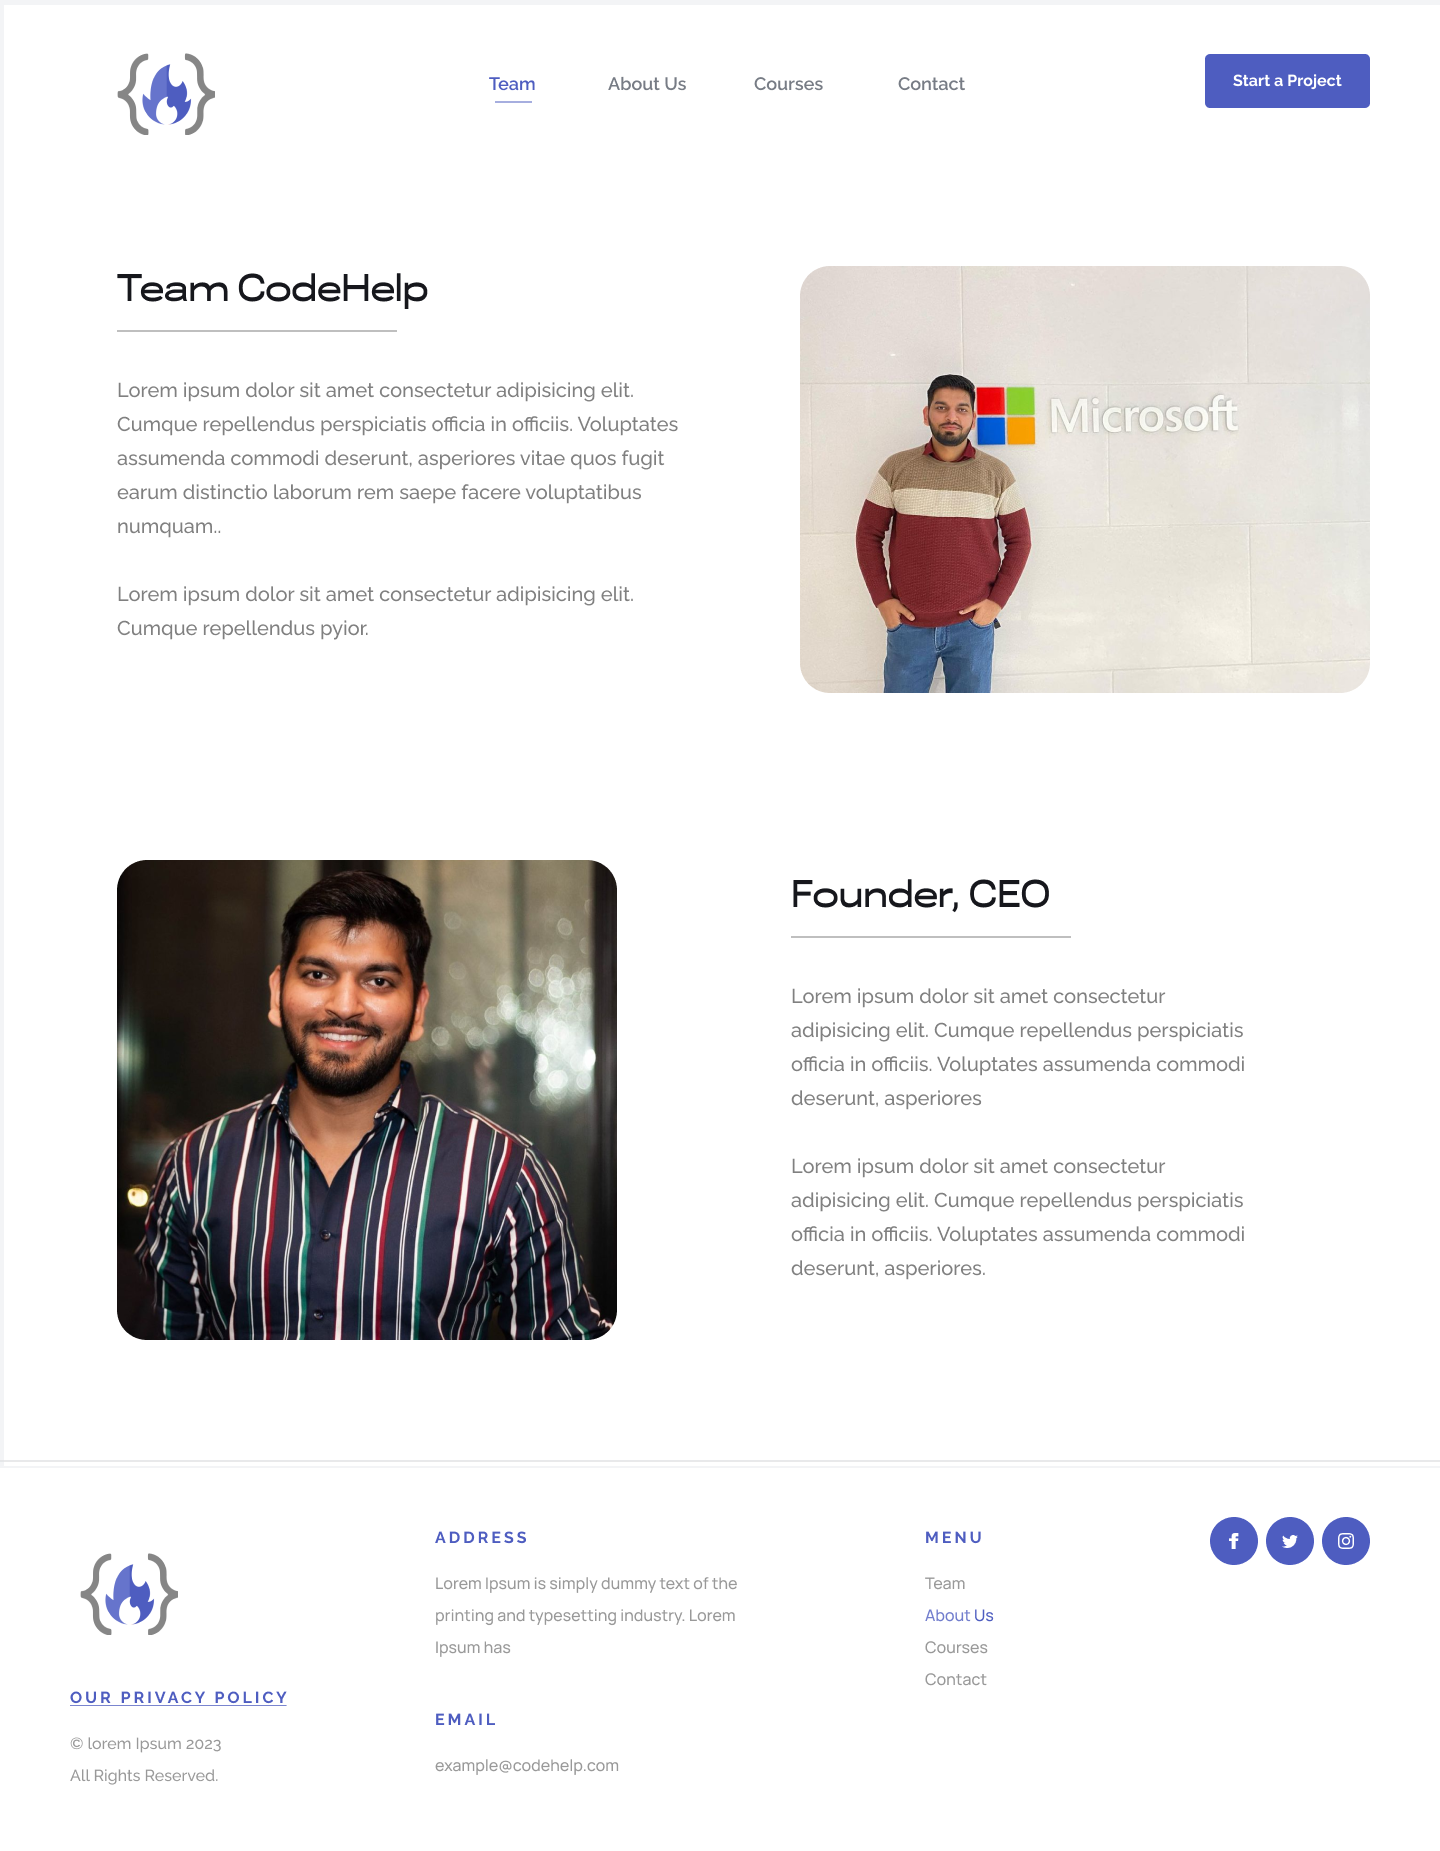 Team
About Us
Courses
Contact
Start a Project
Team CodeHelp
Lorem ipsum dolor sit amet consectetur adipisicing elit.
Cumque repellendus perspiciatis officia in officiis. Voluptates
assumenda commodi deserunt, asperiores vitae quos fugit
earum distinctio laborum rem saepe facere voluptatibus
numquam..
Lorem ipsum dolor sit amet consectetur adipisicing elit.
Cumque repellendus pyior.
Microsoft
Founder, CEO
Lorem ipsum dolor sit amet consectetur
adipisicing elit. Cumque repellendus perspiciatis
officia in officiis. Voluptates assumenda commodi
deserunt, asperiores
Lorem ipsum dolor sit amet consectetur
adipisicing elit. Cumque repellendus perspiciatis
officia in officiis. Voluptates assumenda commodi
deserunt, asperiores.
OUR PRIVACY POLICY
© lorem Ipsum 2023
All Rights Reserved.
ADDRESS
Lorem Ipsum is simply dummy text of the
printing and typesetting industry. Lorem
Ipsum has
EMAIL
example@codehelp.com
MENU
Team
About Us
Courses
Contact